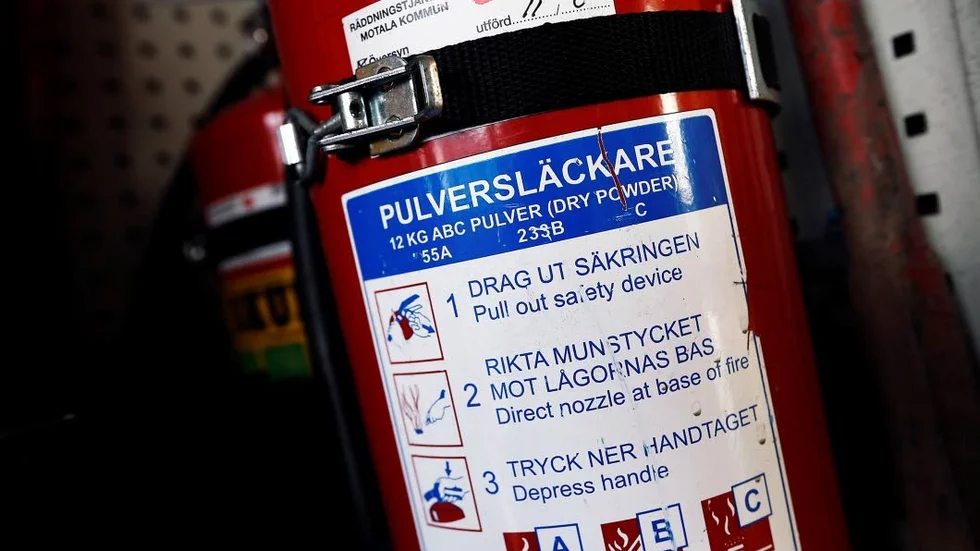 RÄDDNINGSTJÄN
MOTALA KOMMUN
utförd
Översyn
PULVERSLÄCKARE
12 KG ABC PULVER (DRY POWDER)
55A 233B C
1 DRAG UT SÄKRINGEN
Pull out safety device
2 RIKTA MUNSTYCKET
MOT LÅGORNAS BAS
Direct nozzle at base of fire
3 TRYCK NER HANDTAGET
Depress handle
A B C